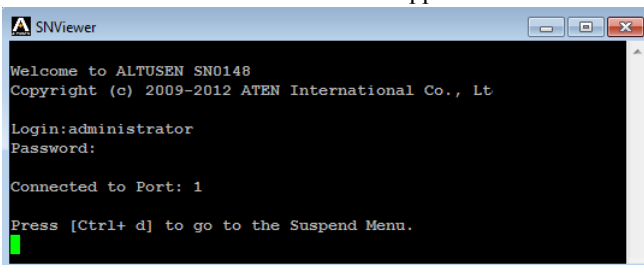 SNViewer
Welcome to ALTUSEN SN0148
Copyright (c) 2009-2012 ATEN International Co., Lt
Login:administrator
Password:
Connected to Port: 1
Press [Ctrl+ d] to go to the Suspend Menu.